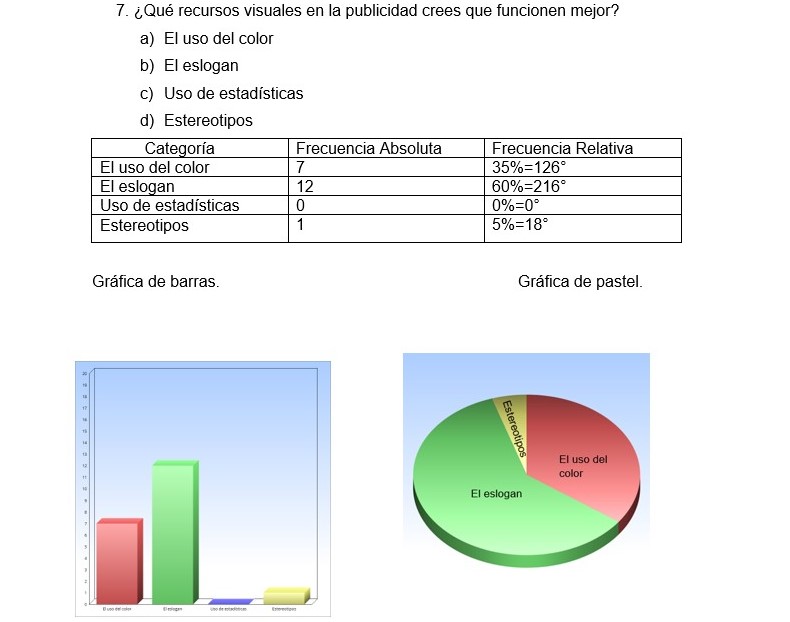 7. ¿Qué recursos visuales en la publicidad crees que funcionen mejor?
a) El uso del color
b) El eslogan
c) Uso de estadísticas
d) Estereotipos
Categoría Frecuencia Absoluta Frecuencia Relativa
El uso del color 7 35%=126°
El eslogan 12 60%=216°
Uso de estadísticas 0 0%=0°
Estereotipos 1 5%=18°
Gráfica de barras. Gráfica de pastel.
20
19
18
17
16
15
14
13
12
11
10
9
8
7
6
5
4
3
2
1
0
El uso del color El eslogan Uso de estadísticas Estereotipos
Estereotipos
El uso del
color
El eslogan